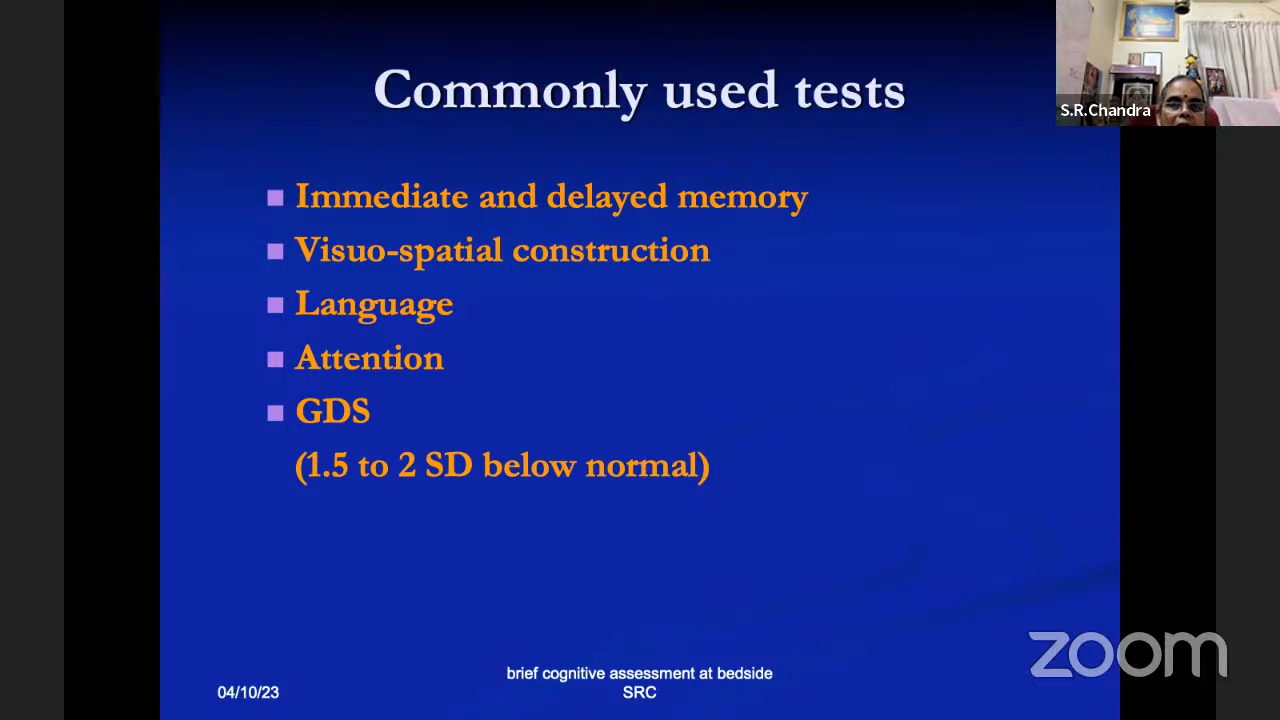 Commonly used tests
S.R.Chandra
Immediate and delayed memory
Visuo-spatial construction
Language
Attention
GDS
(1.5 to 2 SD below normal)
brief cognitive assessment at bedside
04/10/23
SRC
zoom